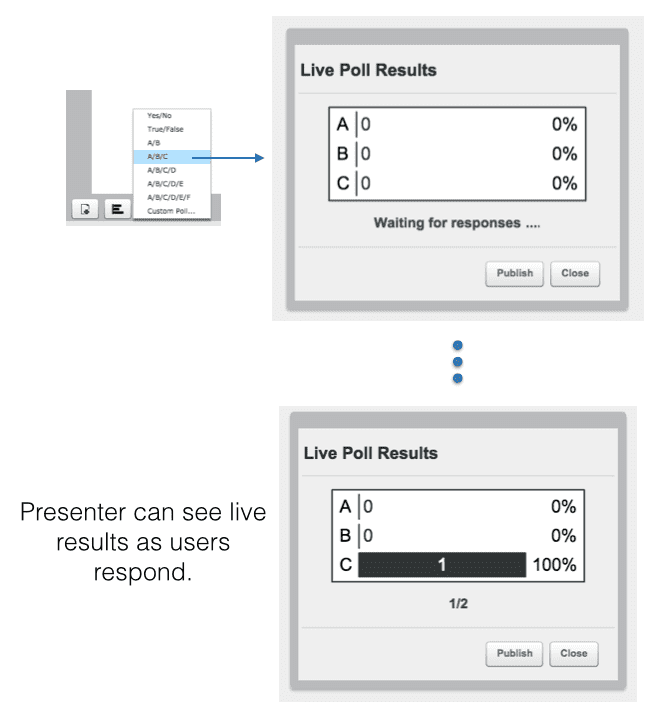 Live Poll Results
A 0 0%
B 0 0%
C 0 0%
Waiting for responses ....
Publish Close
Yes/No
True/False
A/B
A/B/C
A/B/C/D
A/B/C/D/E
A/B/C/D/E/F
Custom Poll...
Presenter can see live
results as users
respond.
Live Poll Results
A 0 0%
B 0 0%
C 1 100%
1/2
Publish Close